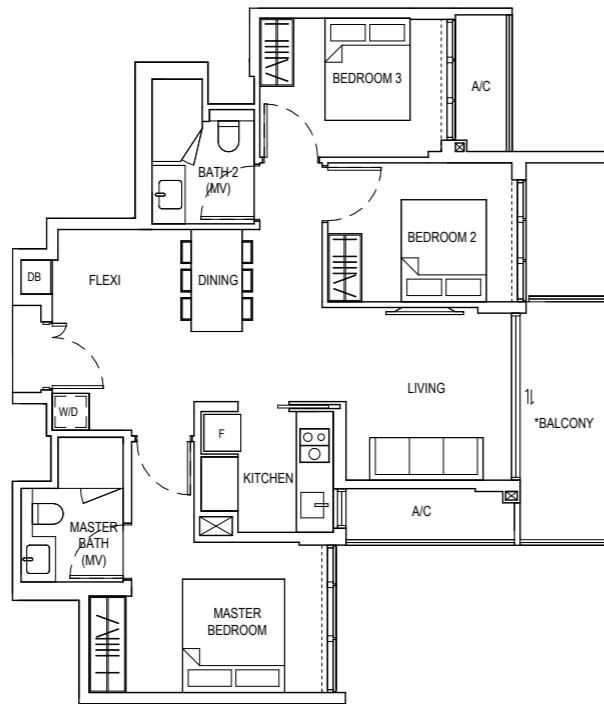 BEDROOM 3
A/C
BATH 2
(MV)
BEDROOM 2
DB
FLEXI
DINING
LIVING
*BALCONY
W/D
F
KITCHEN
A/C
MASTER
BATH
(MV)
MASTER
BEDROOM